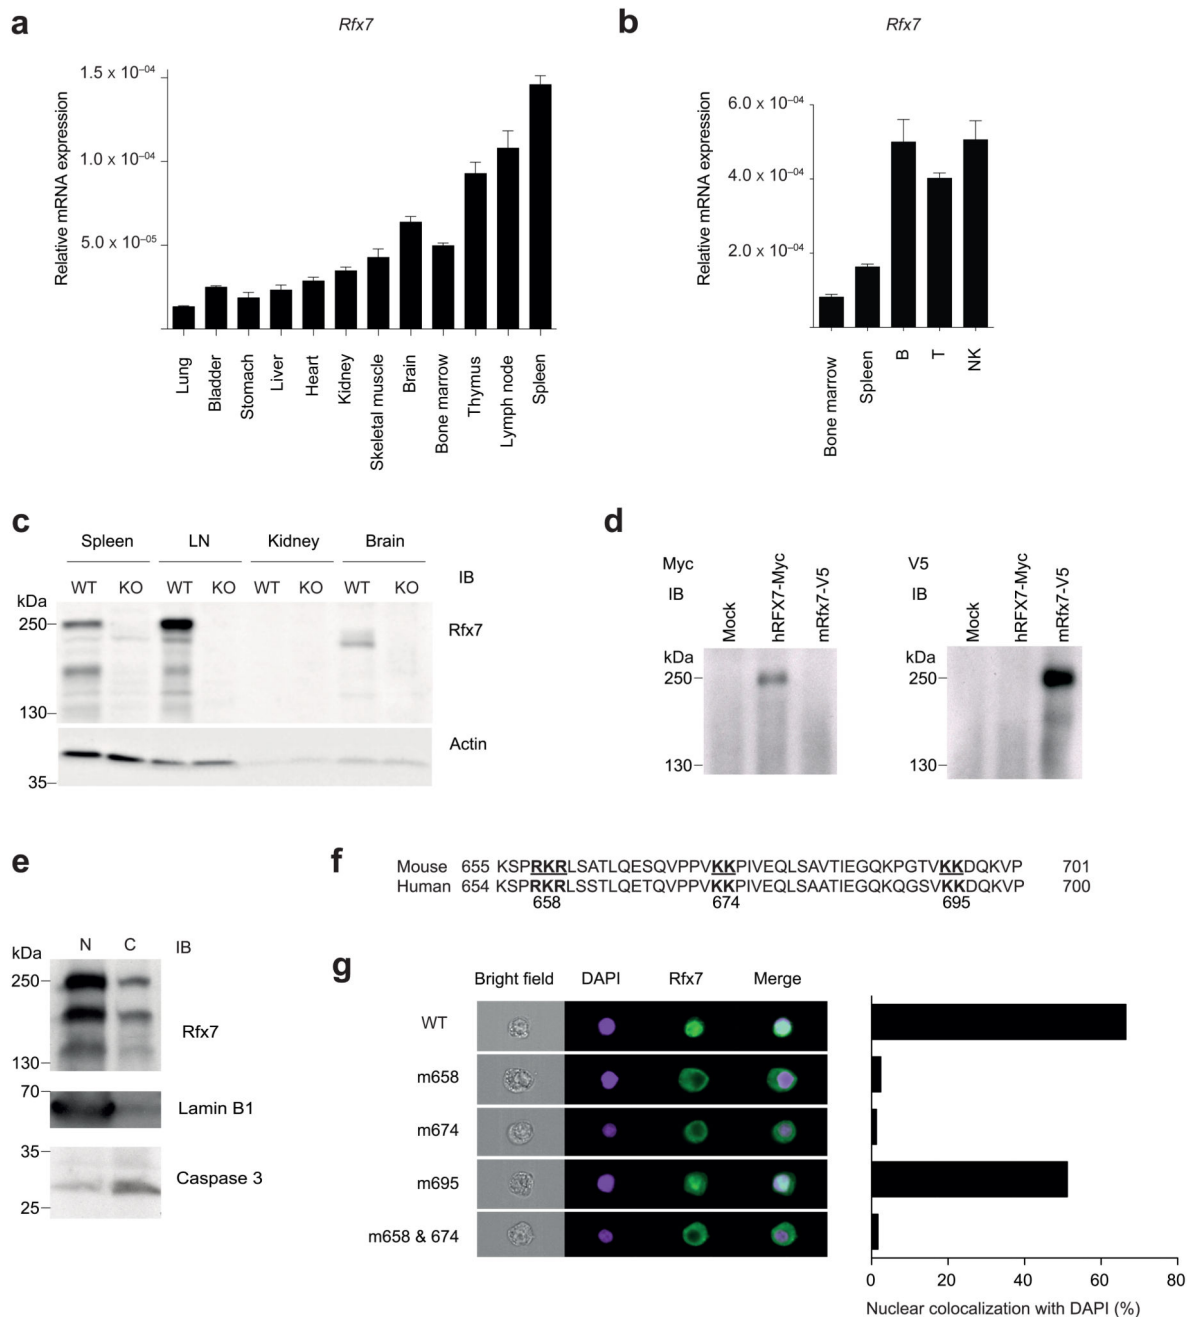 a
Rfx7
Relative mRNA expression
1.5 x 10⁻⁰⁴
1.0 x 10⁻⁰⁴
5.0 x 10⁻⁰⁵
Lung
Bladder
Stomach
Liver
Heart
Kidney
Skeletal muscle
Brain
Bone marrow
Thymus
Lymph node
Spleen
b
Rfx7
Relative mRNA expression
6.0 x 10⁻⁰⁴
4.0 x 10⁻⁰⁴
2.0 x 10⁻⁰⁴
Bone marrow
Spleen
B
T
NK
c
Spleen LN Kidney Brain
WT KO WT KO WT KO WT KO IB
kDa
250
130
Rfx7
Actin
35
d
Myc
IB
Mock
hRFX7-Myc
mRfx7-V5
kDa
250
130
V5
IB
Mock
hRFX7-Myc
mRfx7-V5
kDa
250
130
e
kDa N C IB
250
Rfx7
130
70
Lamin B1
35
Caspase 3
25
f
Mouse 655 KSPRKRLSATLQESQVPPVKKPIVEQLSAVTIEGQKPGTVKKDQKVP 701
Human 654 KSPRKRLSSTLQETQVPPVKKPIVEQLSAATIEGQKQGSVKKDQKVP 700
658 674 695
g
Bright field DAPI Rfx7 Merge
WT
m658
m674
m695
m658 & 674
0 20 40 60 80
Nuclear colocalization with DAPI (%)